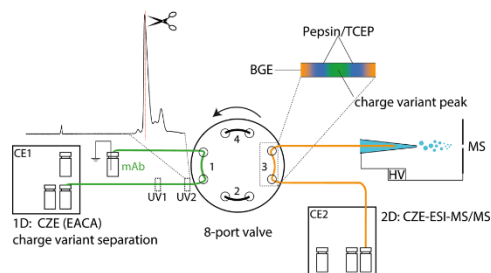 Pepsin/TCEP
BGE
charge variant peak
CE1
mAb
UV1
UV2
1
2
3
4
8-port valve
HV
MS
CE2
1D: CZE (EACA)
charge variant separation
2D: CZE-ESI-MS/MS